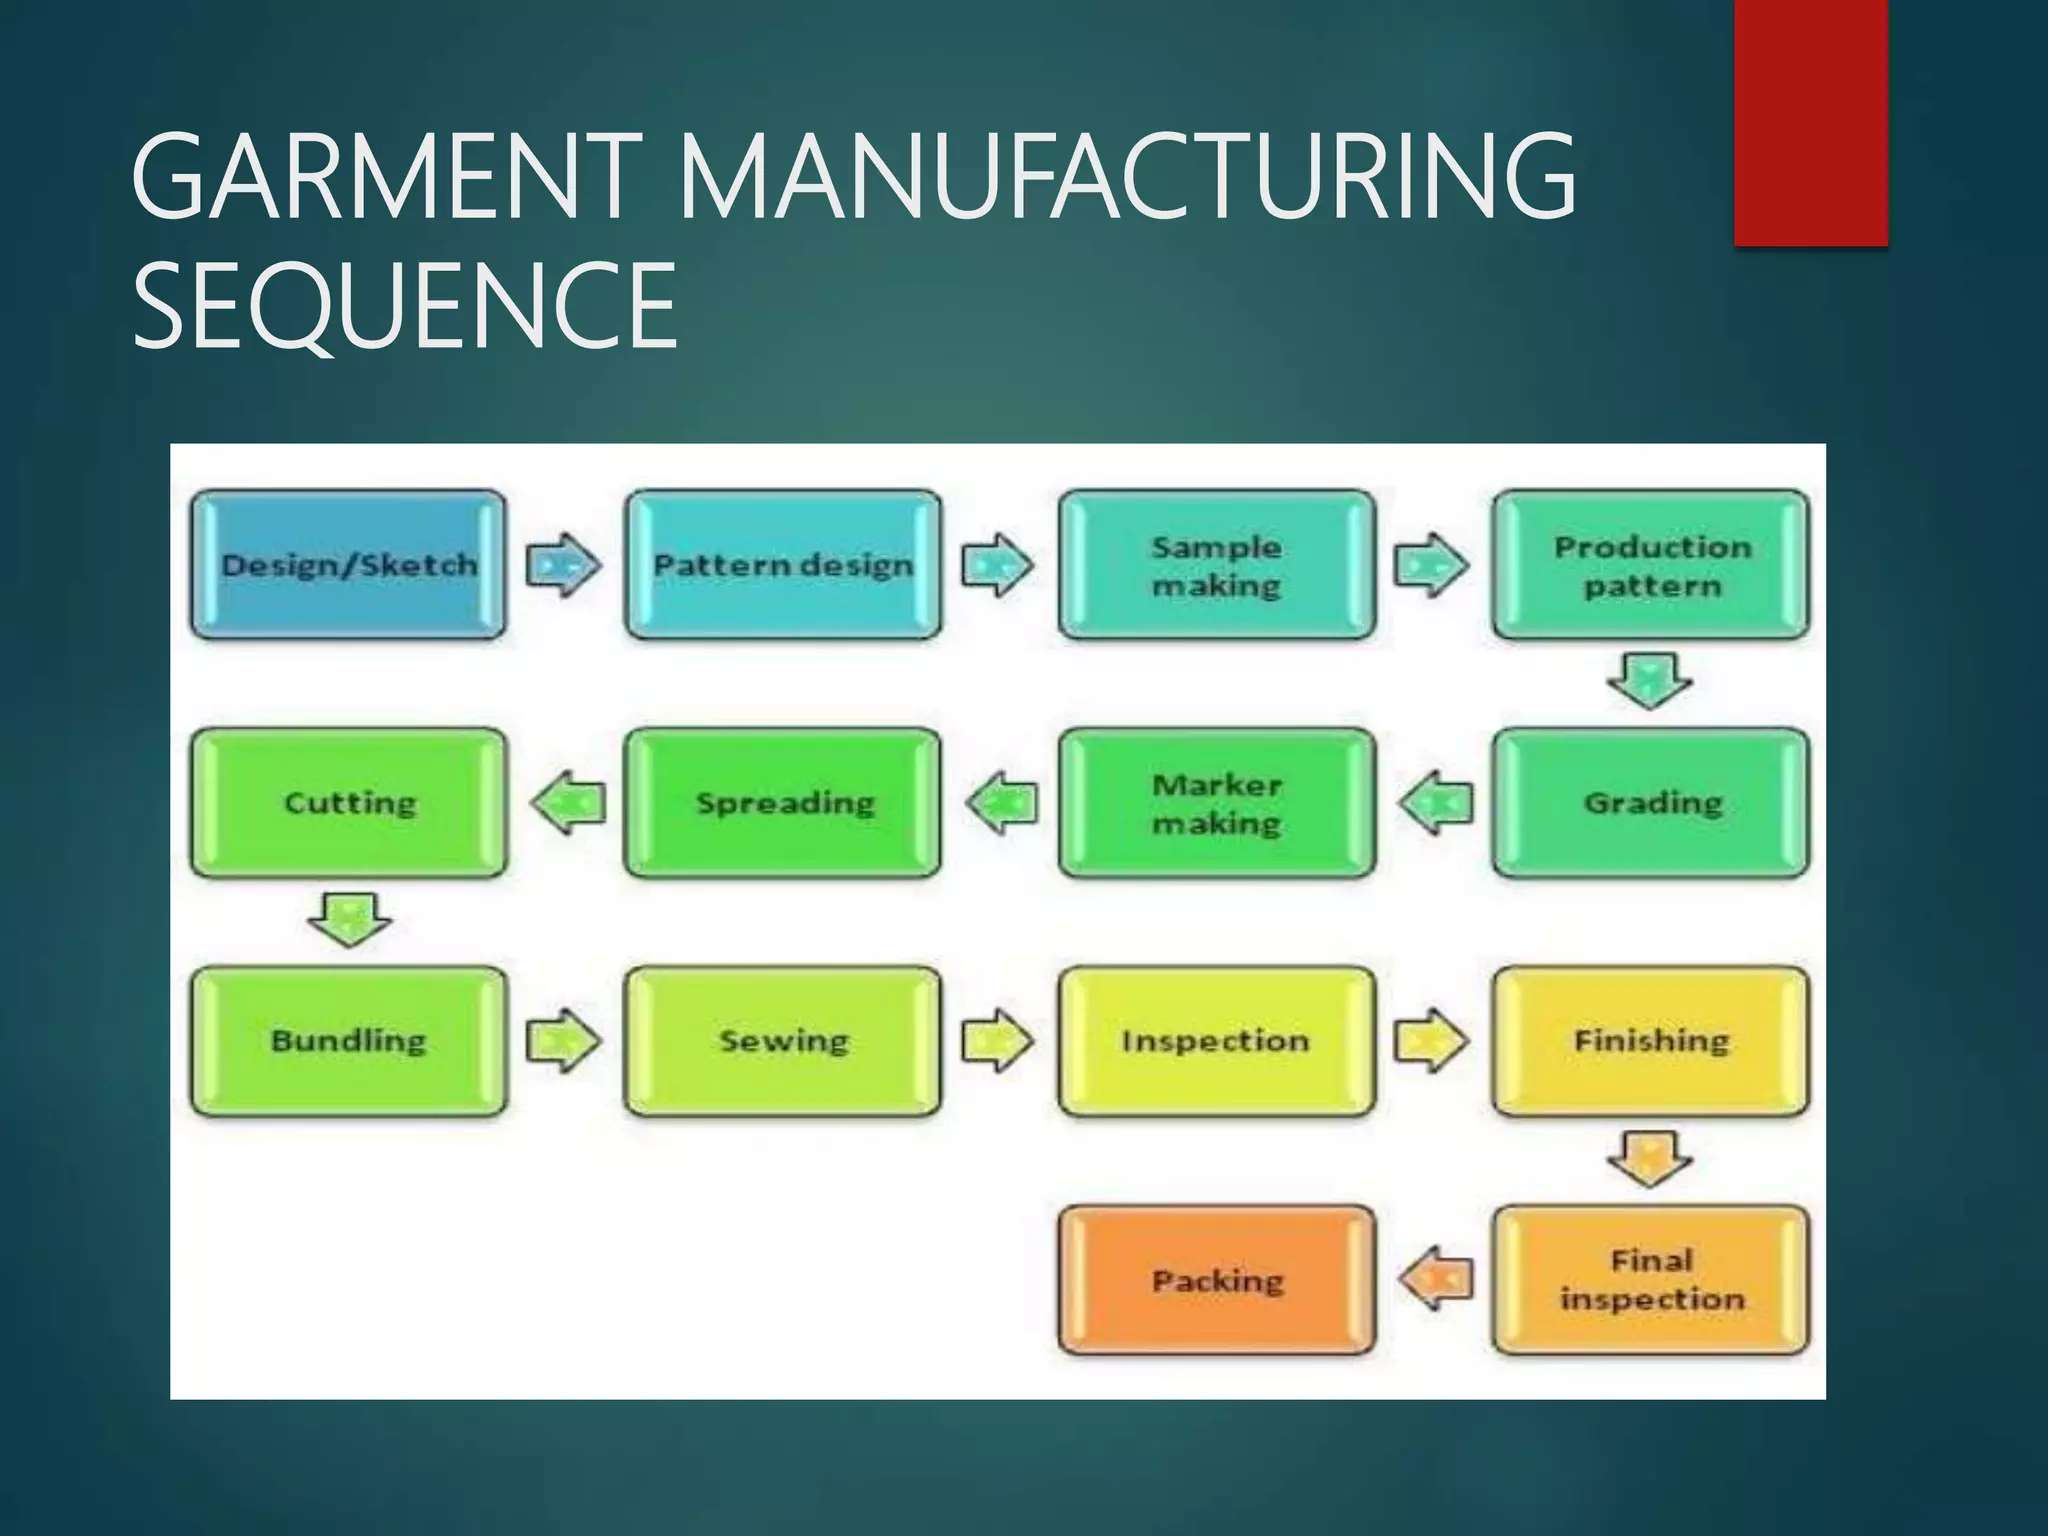 GARMENT MANUFACTURING
SEQUENCE
Design/Sketch
Pattern design
Sample
making
Production
pattern
Grading
Marker
making
Spreading
Cutting
Bundling
Sewing
Inspection
Finishing
Final
inspection
Packing